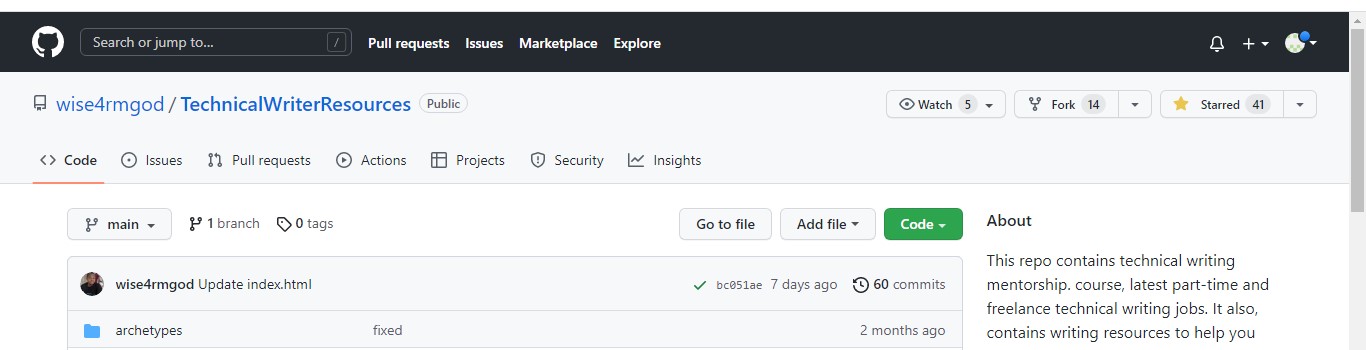 Search or jump to... / Pull requests Issues Marketplace Explore
wise4rmgod / TechnicalWriterResources Public Watch 5 Fork 14 Starred 41
Code Issues Pull requests Actions Projects Security Insights
main 1 branch 0 tags Go to file Add file Code About
This repo contains technical writing
mentorship. course, latest part-time and
freelance technical writing jobs. It also,
contains writing resources to help you
wise4rmgod Update index.html bc051ae 7 days ago 60 commits
archetypes fixed 2 months ago